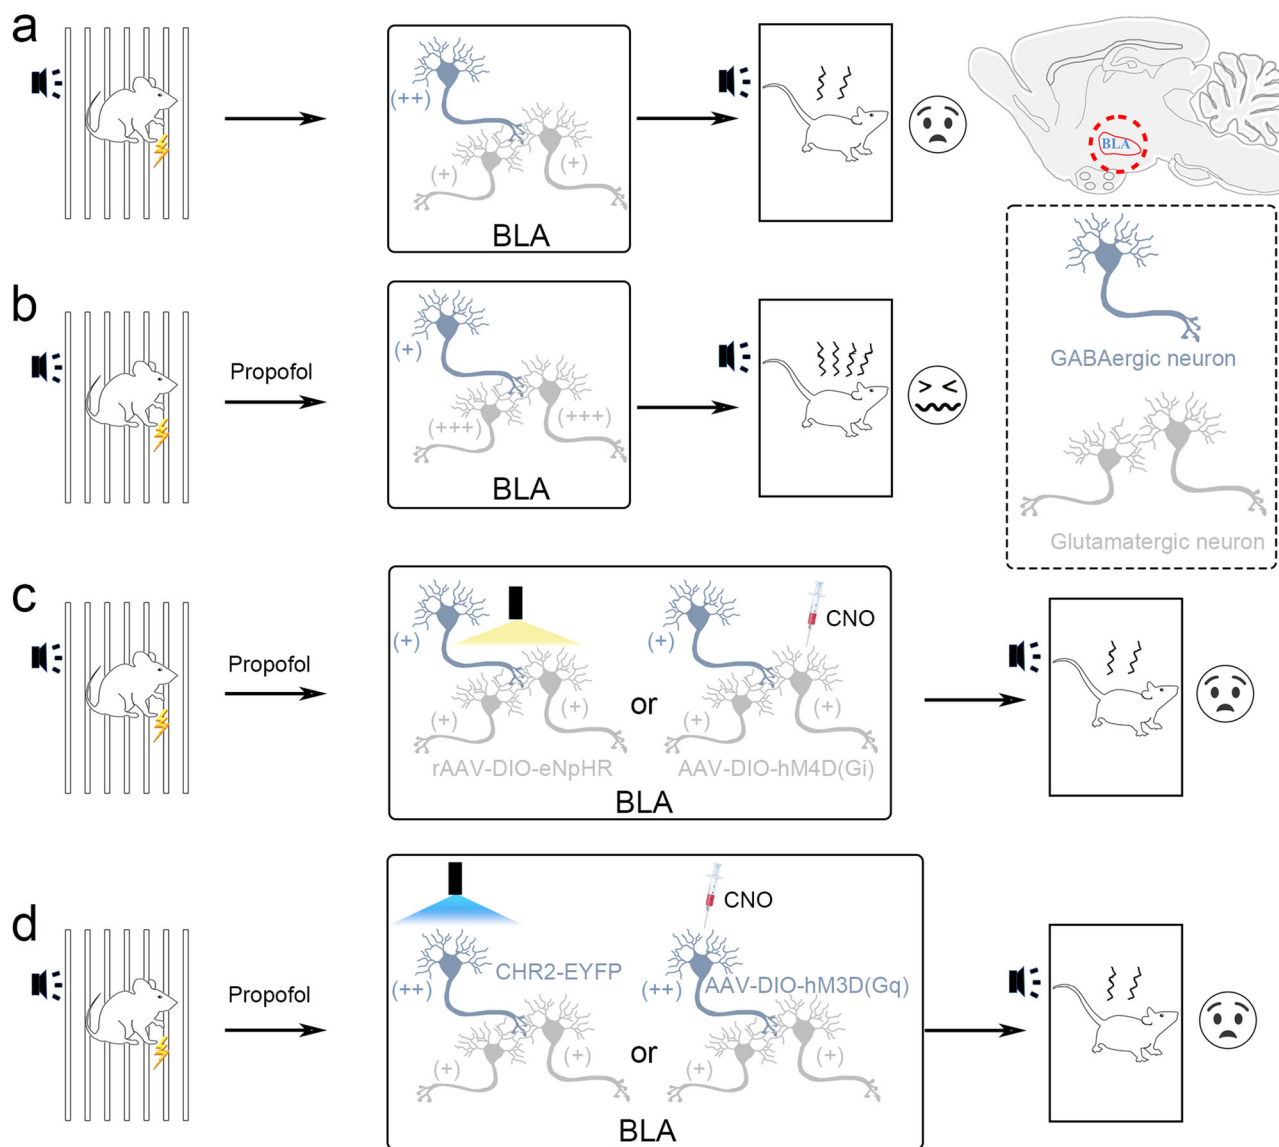 a
(++)
(+)
(+)
BLA
BLA
b
Propofol
(+)
(+++)
(+++)
BLA
GABAergic neuron
Glutamatergic neuron
c
Propofol
(+)
(+)
(+)
rAAV-DIO-eNpHR
or
CNO
(+)
(+)
(+)
AAV-DIO-hM4D(Gi)
BLA
d
Propofol
(++)
CHR2-EYFP
(+)
(+)
or
CNO
(++)
AAV-DIO-hM3D(Gq)
(+)
(+)
BLA